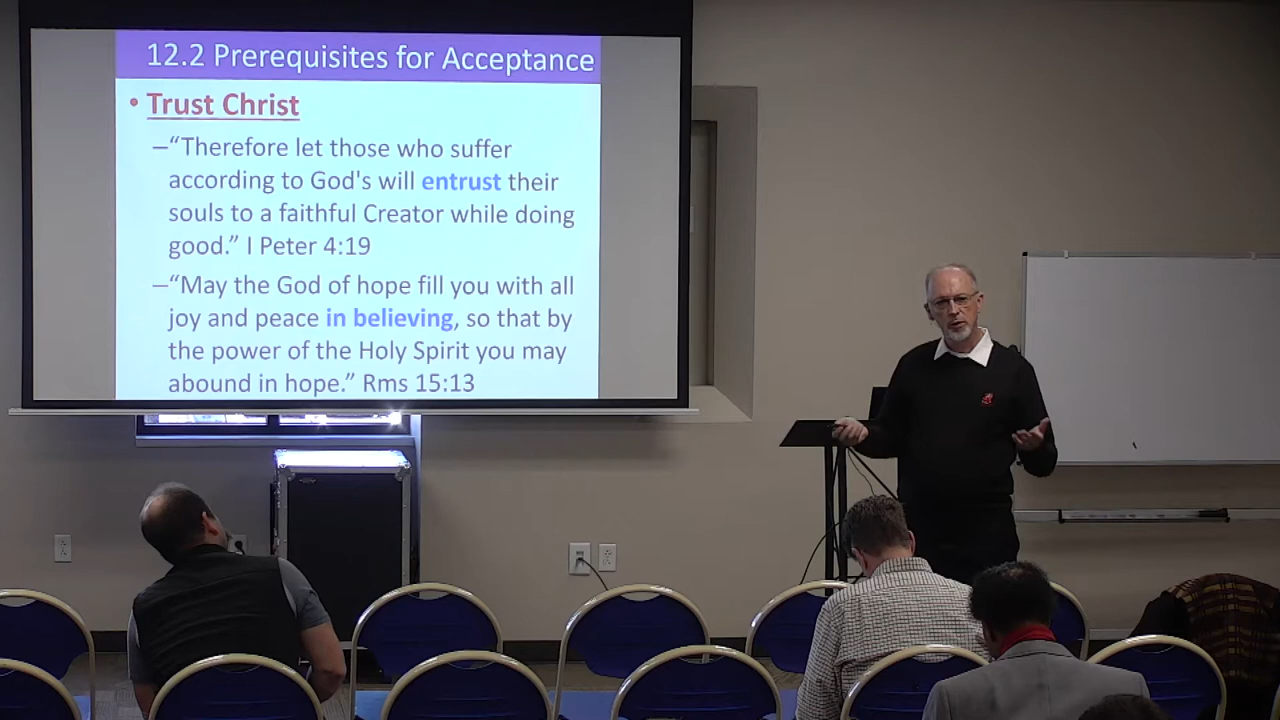 12.2 Prerequisites for Acceptance
• Trust Christ
–“Therefore let those who suffer
according to God's will entrust their
souls to a faithful Creator while doing
good.” I Peter 4:19
–“May the God of hope fill you with all
joy and peace in believing, so that by
the power of the Holy Spirit you may
abound in hope.” Rms 15:13